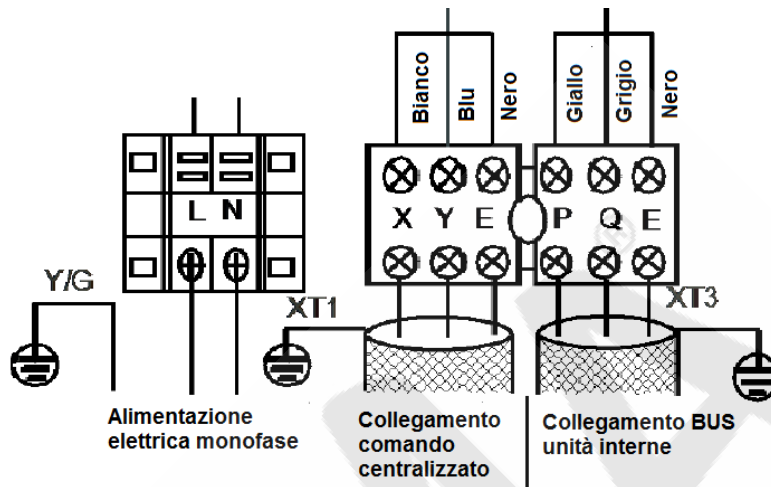 Bianco
Blu
Nero
Giallo
Grigio
Nero
L N
X Y E
P Q E
Y/G
XT1
XT3
Alimentazione
elettrica monofase
Collegamento
comando
centralizzato
Collegamento BUS
unità interne